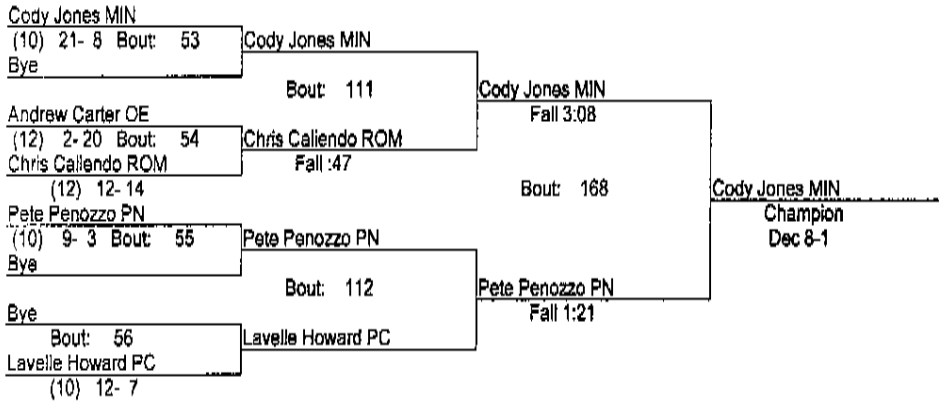 Cody Jones MIN
(10) 21- 8 Bout: 53
Bye
Cody Jones MIN
Bout: 111
Andrew Carter OE
(12) 2-20 Bout: 54
Chris Caliendo ROM
(12) 12-14
Chris Caliendo ROM
Fall :47
Cody Jones MIN
Fall 3:08
Bout: 168
Pete Penozzo PN
(10) 9- 3 Bout: 55
Bye
Pete Penozzo PN
Bout: 112
Bye
Bout: 56
Lavelle Howard PC
(10) 12- 7
Lavelle Howard PC
Pete Penozzo PN
Fall 1:21
Cody Jones MIN
Champion
Dec 8-1